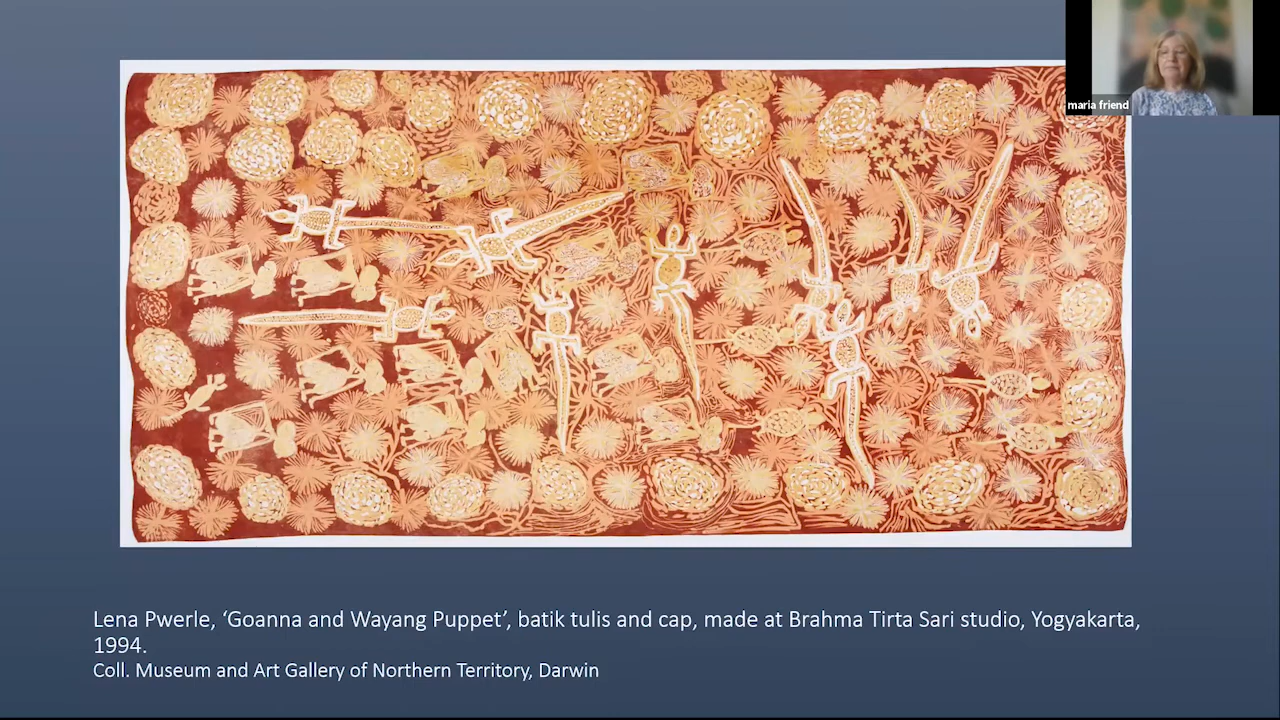 maria friend
Lena Pwerle, ‘Goanna and Wayang Puppet’, batik tulis and cap, made at Brahma Tirta Sari studio, Yogyakarta,
1994.
Coll. Museum and Art Gallery of Northern Territory, Darwin